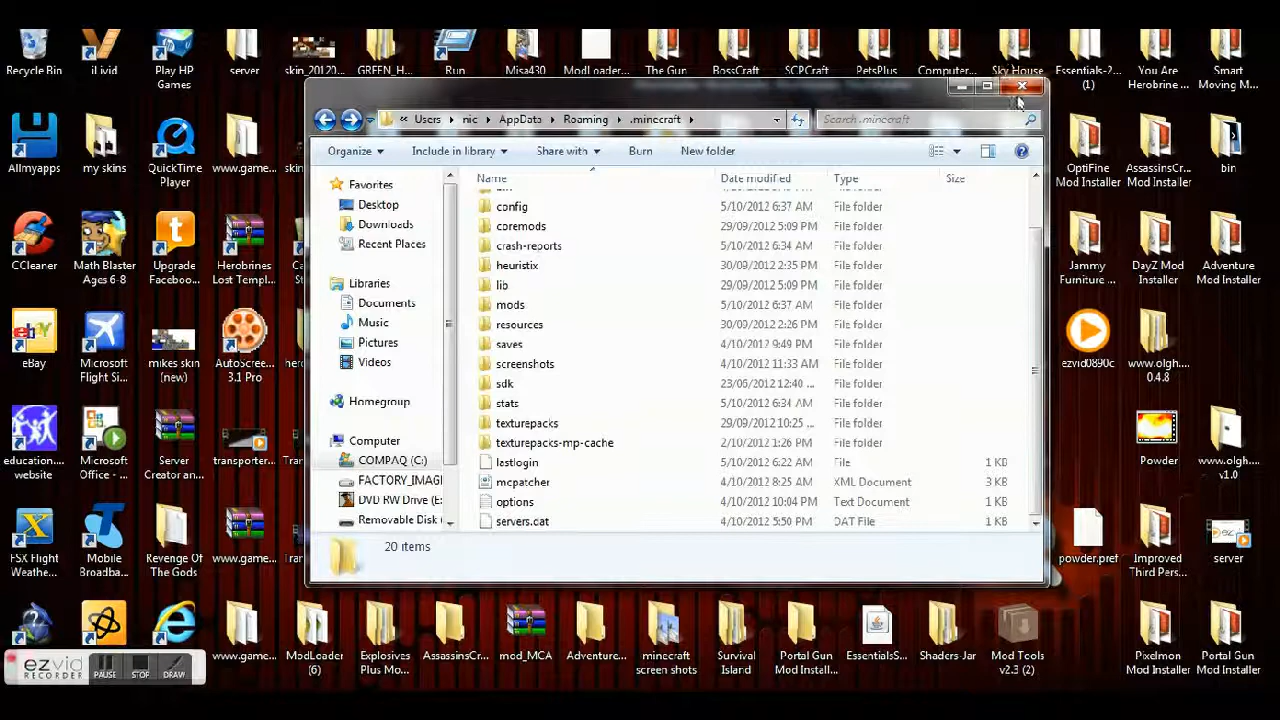 Recycle Bin
iLivid
Play HP
Games
server
skin_20120...
GREEN_H...
Run
Misa430
ModLoader...
The Gun
BossCraft
SCPCraft
PetsPlus
Computer...
Sky House
Essentials-2...
(1)
You Are
Herobrine ...
Smart
Moving M...
« Users nic AppData Roaming .minecraft
Search .minecraft
Organize
Include in library
Share with
Burn
New folder
Name
Date modified
Type
Size
Favorites
Desktop
Downloads
Recent Places
Libraries
Documents
Music
Pictures
Videos
Homegroup
Computer
COMPAQ (C:)
FACTORY_IMAG
DVD RW Drive (E:
Removable Disk (
config 5/10/2012 6:37 AM File folder
coremods 29/09/2012 5:09 PM File folder
crash-reports 5/10/2012 6:34 AM File folder
heuristix 30/09/2012 2:35 PM File folder
lib 29/09/2012 5:09 PM File folder
mods 5/10/2012 6:37 AM File folder
resources 30/09/2012 2:26 PM File folder
saves 4/10/2012 9:49 PM File folder
screenshots 4/10/2012 11:33 AM File folder
sdk 23/05/2012 12:40 ... File folder
stats 5/10/2012 6:34 AM File folder
texturepacks 29/09/2012 10:25 ... File folder
texturepacks-mp-cache 2/10/2012 1:26 PM File folder
lastlogin 5/10/2012 6:22 AM File 1 KB
mcpatcher 4/10/2012 8:25 AM XML Document 3 KB
options 4/10/2012 10:04 PM Text Document 1 KB
servers.dat 4/10/2012 5:50 PM DAT File 1 KB
20 items
Allmyapps
my skins
QuickTime
Player
www.game...
OptiFine
Mod Installer
AssassinsCr...
Mod Installer
bin
CCleaner
Math Blaster
Ages 6-8
Upgrade
Faceboo...
Herobrines
Lost Templ...
Jammy
Furniture ...
DayZ Mod
Installer
Adventure
Mod Installer
eBay
Microsoft
Flight Si...
mikes skin
(new)
AutoScree...
3.1 Pro
ezvid0890c
www.olgh...
0.4.8
education...
website
Microsoft
Office - ...
Server
Creator an...
transporter...
Powder
www.olgh...
v1.0
FSX Flight
Weathe...
Mobile
Broadba...
Revenge Of
The Gods
www.game...
powder.pref
Improved
Third Pers...
server
www.game...
ModLoader
(6)
Explosives
Plus Mo...
AssassinsCr...
mod_MCA
Adventure...
minecraft
screen shots
Survival
Island
Portal Gun
Mod Install...
EssentialsS...
Shaders-Jar
Mod Tools
v2.3 (2)
Pixelmon
Mod Installer
Portal Gun
Mod Installer
ezvid
RECORDER
PAUSE
STOP
DRAW